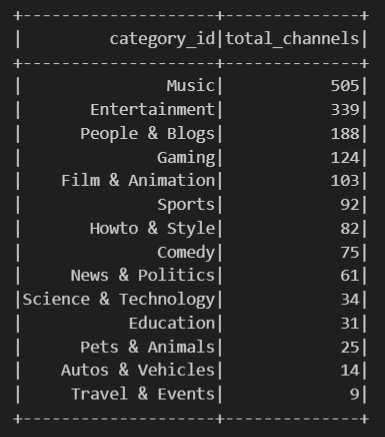 +--------------------+--------------+
|         category_id|total_channels|
+--------------------+--------------+
|               Music|           505|
|       Entertainment|           339|
|      People & Blogs|           188|
|              Gaming|           124|
|    Film & Animation|           103|
|              Sports|            92|
|       Howto & Style|            82|
|              Comedy|            75|
|     News & Politics|            61|
|Science & Technology|            34|
|           Education|            31|
|      Pets & Animals|            25|
|    Autos & Vehicles|            14|
|     Travel & Events|             9|
+--------------------+--------------+